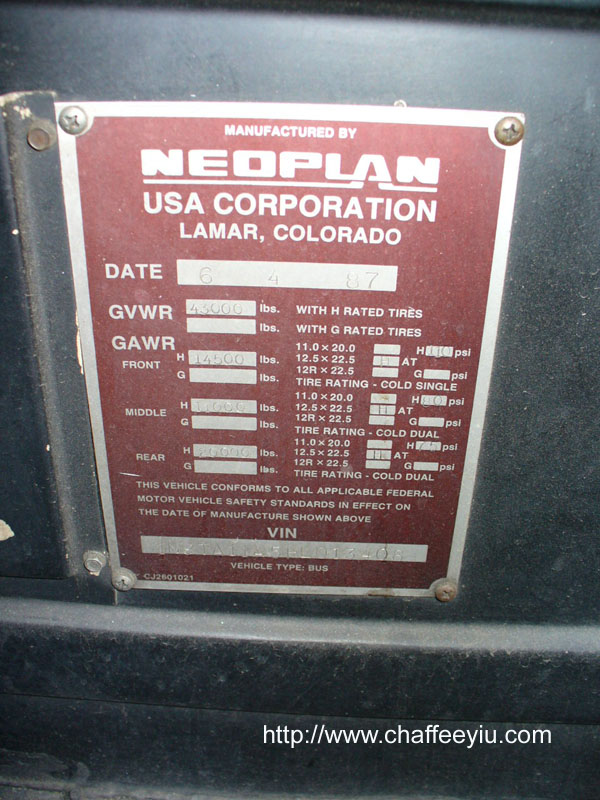 MANUFACTURED BY
NEOPLAN
USA CORPORATION
LAMAR, COLORADO
DATE 6 4 87
GVWR 43000 lbs. WITH H RATED TIRES
lbs. WITH G RATED TIRES
GAWR
FRONT H 14500 lbs. 11.0 x 20.0 H psi
G lbs. 12.5 x 22.5 H AT
12R x 22.5 G psi
TIRE RATING - COLD SINGLE
MIDDLE H lbs. 11.0 x 20.0 H psi
G lbs. 12.5 x 22.5 H AT
12R x 22.5 G psi
TIRE RATING - COLD DUAL
REAR H lbs. 11.0 x 20.0 H psi
G lbs. 12.5 x 22.5 H AT
12R x 22.5 G psi
TIRE RATING - COLD DUAL
THIS VEHICLE CONFORMS TO ALL APPLICABLE FEDERAL
MOTOR VEHICLE SAFETY STANDARDS IN EFFECT ON
THE DATE OF MANUFACTURE SHOWN ABOVE
VIN
VEHICLE TYPE: BUS
CJ2601021
http://www.chaffeeyiu.com